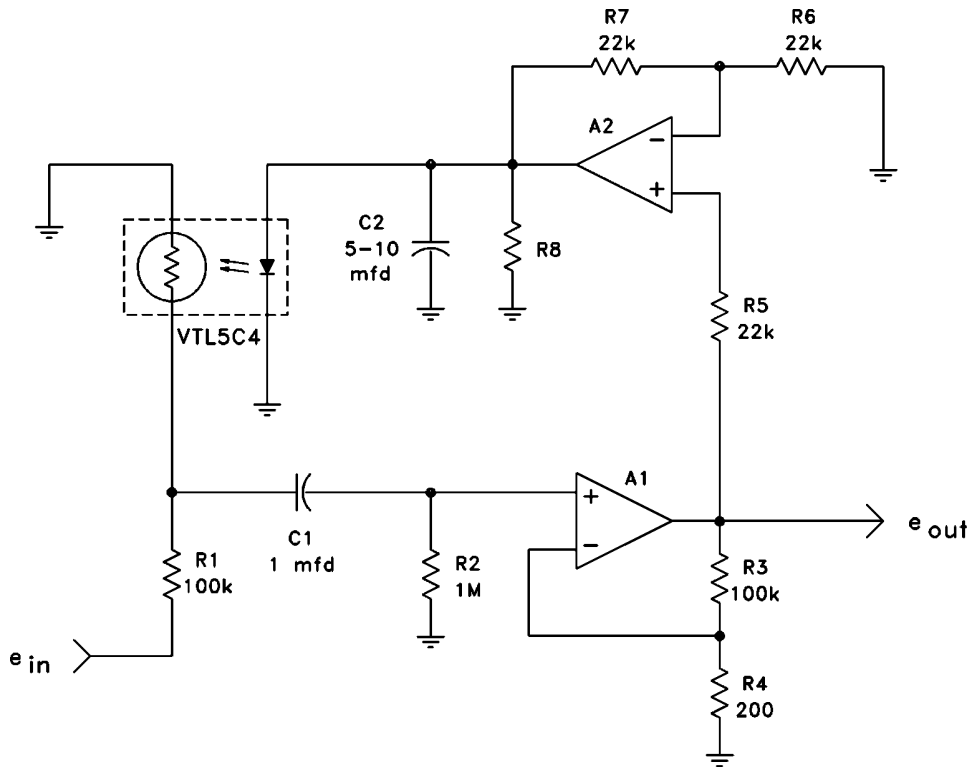 R7
22k
R6
22k
A2
−
+
C2
5-10
mfd
R8
R5
22k
VTL5C4
A1
+
−
e out
C1
1 mfd
R1
100k
R2
1M
R3
100k
e in
R4
200